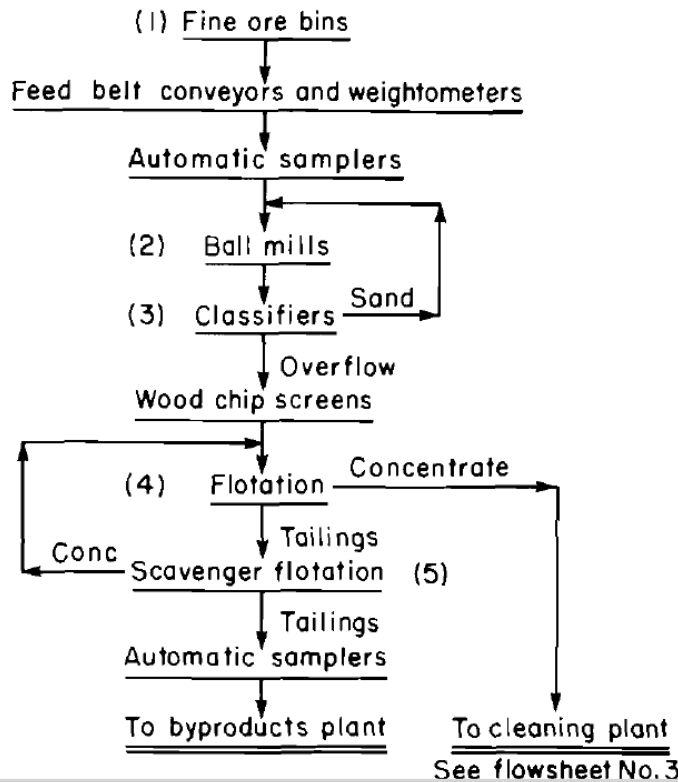 (1) Fine ore bins
Feed belt conveyors and weightometers
Automatic samplers
(2) Ball mills
(3) Classifiers Sand
Overflow
Wood chip screens
Concentrate
(4) Flotation
Tailings
Conc
Scavenger flotation (5)
Tailings
Automatic samplers
To byproducts plant To cleaning plant
See flowsheet No. 3